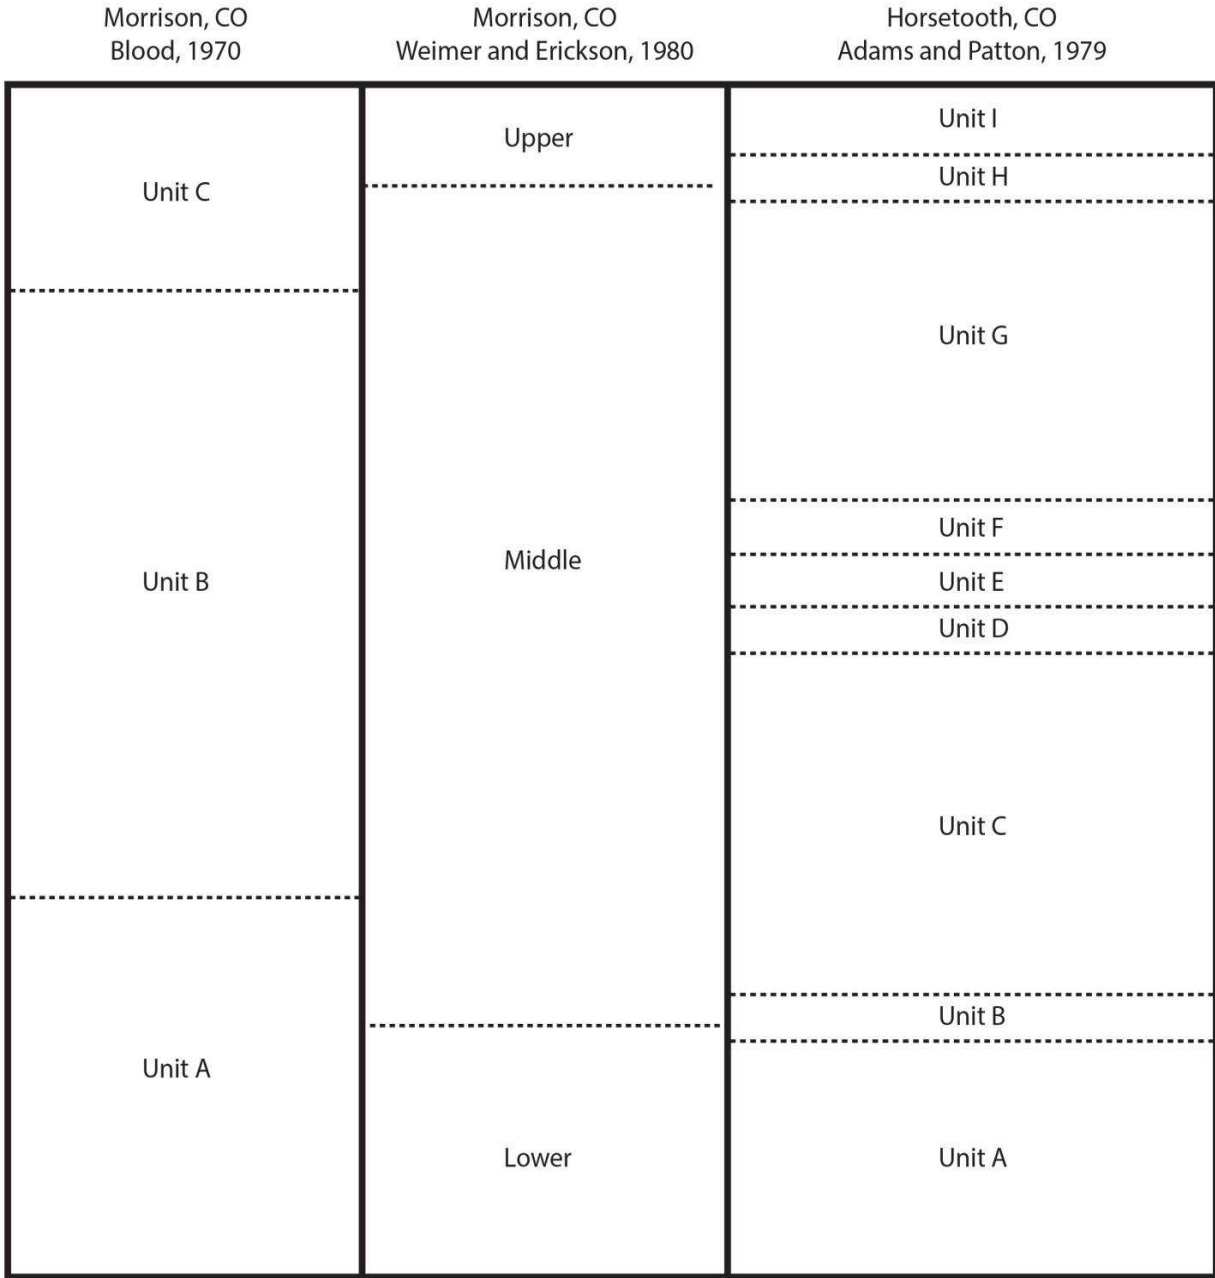 Morrison, CO
Blood, 1970
Morrison, CO
Weimer and Erickson, 1980
Horsetooth, CO
Adams and Patton, 1979
Unit C
Unit B
Unit A
Upper
Middle
Lower
Unit I
Unit H
Unit G
Unit F
Unit E
Unit D
Unit C
Unit B
Unit A